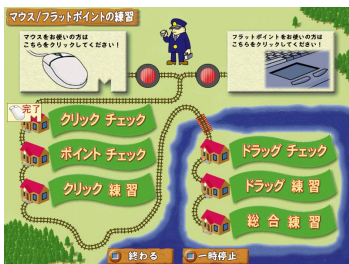 マウス/フラットポイントの練習
マウスをお使いの方は
こちらをクリックしてください！
フラットポイントをお使いの方は
こちらをクリックしてください！
完了
クリック チェック
ポイント チェック
クリック 練習
ドラッグ チェック
ドラッグ 練習
総合練習
終わる
一時停止